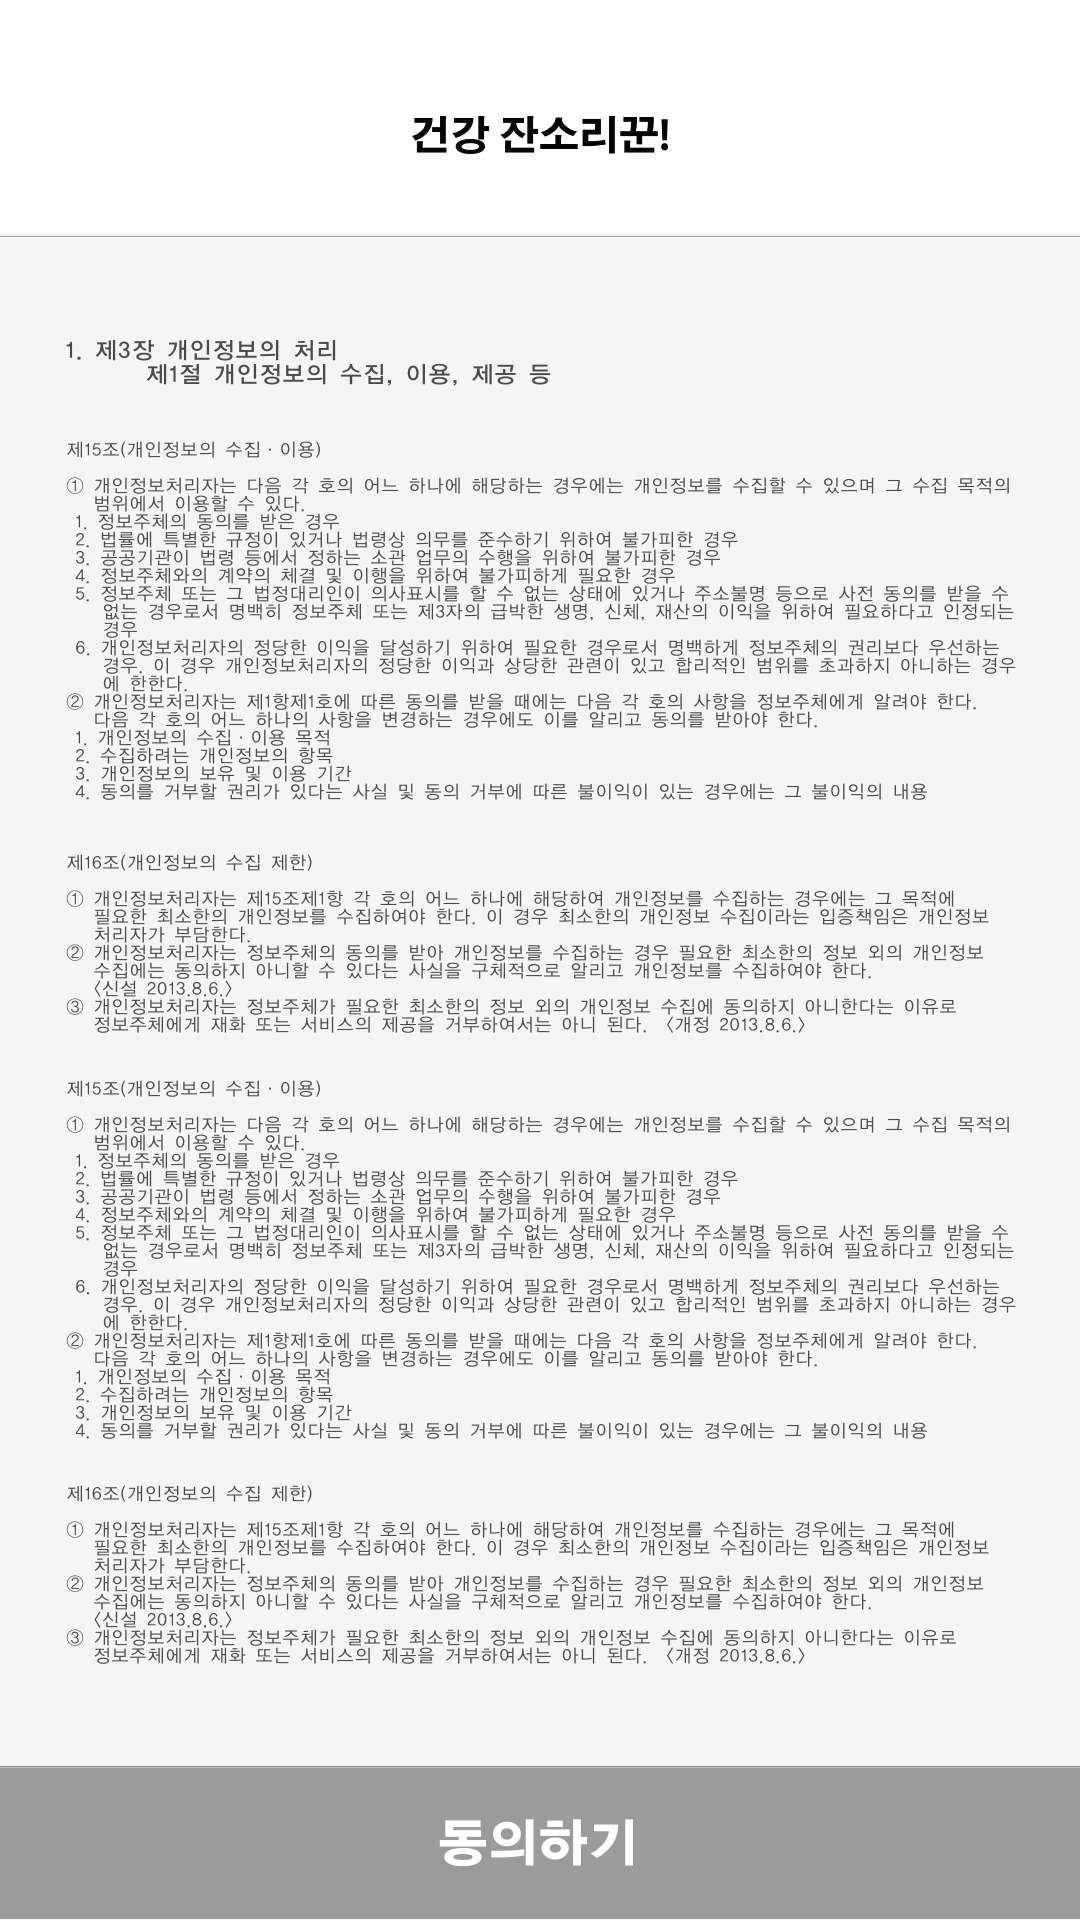 건강 잔소리꾼!
1. 제3장 개인정보의 처리
제1절 개인정보의 수집, 이용, 제공 등
제15조(개인정보의 수집·이용)
① 개인정보처리자는 다음 각 호의 어느 하나에 해당하는 경우에는 개인정보를 수집할 수 있으며 그 수집 목적의
범위에서 이용할 수 있다.
1. 정보주체의 동의를 받은 경우
2. 법률에 특별한 규정이 있거나 법령상 의무를 준수하기 위하여 불가피한 경우
3. 공공기관이 법령 등에서 정하는 소관 업무의 수행을 위하여 불가피한 경우
4. 정보주체와의 계약의 체결 및 이행을 위하여 불가피하게 필요한 경우
5. 정보주체 또는 그 법정대리인이 의사표시를 할 수 없는 상태에 있거나 주소불명 등으로 사전 동의를 받을 수
없는 경우로서 명백히 정보주체 또는 제3자의 급박한 생명, 신체, 재산의 이익을 위하여 필요하다고 인정되는
경우
6. 개인정보처리자의 정당한 이익을 달성하기 위하여 필요한 경우로서 명백하게 정보주체의 권리보다 우선하는
경우. 이 경우 개인정보처리자의 정당한 이익과 상당한 관련이 있고 합리적인 범위를 초과하지 아니하는 경우
에 한한다.
② 개인정보처리자는 제1항제1호에 따른 동의를 받을 때에는 다음 각 호의 사항을 정보주체에게 알려야 한다.
다음 각 호의 어느 하나의 사항을 변경하는 경우에도 이를 알리고 동의를 받아야 한다.
1. 개인정보의 수집·이용 목적
2. 수집하려는 개인정보의 항목
3. 개인정보의 보유 및 이용 기간
4. 동의를 거부할 권리가 있다는 사실 및 동의 거부에 따른 불이익이 있는 경우에는 그 불이익의 내용
제16조(개인정보의 수집 제한)
① 개인정보처리자는 제15조제1항 각 호의 어느 하나에 해당하여 개인정보를 수집하는 경우에는 그 목적에
필요한 최소한의 개인정보를 수집하여야 한다. 이 경우 최소한의 개인정보 수집이라는 입증책임은 개인정보
처리자가 부담한다.
② 개인정보처리자는 정보주체의 동의를 받아 개인정보를 수집하는 경우 필요한 최소한의 정보 외의 개인정보
수집에는 동의하지 아니할 수 있다는 사실을 구체적으로 알리고 개인정보를 수집하여야 한다.
〈신설 2013.8.6.〉
③ 개인정보처리자는 정보주체가 필요한 최소한의 정보 외의 개인정보 수집에 동의하지 아니한다는 이유로
정보주체에게 재화 또는 서비스의 제공을 거부하여서는 아니 된다. 〈개정 2013.8.6.〉
제15조(개인정보의 수집·이용)
① 개인정보처리자는 다음 각 호의 어느 하나에 해당하는 경우에는 개인정보를 수집할 수 있으며 그 수집 목적의
범위에서 이용할 수 있다.
1. 정보주체의 동의를 받은 경우
2. 법률에 특별한 규정이 있거나 법령상 의무를 준수하기 위하여 불가피한 경우
3. 공공기관이 법령 등에서 정하는 소관 업무의 수행을 위하여 불가피한 경우
4. 정보주체와의 계약의 체결 및 이행을 위하여 불가피하게 필요한 경우
5. 정보주체 또는 그 법정대리인이 의사표시를 할 수 없는 상태에 있거나 주소불명 등으로 사전 동의를 받을 수
없는 경우로서 명백히 정보주체 또는 제3자의 급박한 생명, 신체, 재산의 이익을 위하여 필요하다고 인정되는
경우
6. 개인정보처리자의 정당한 이익을 달성하기 위하여 필요한 경우로서 명백하게 정보주체의 권리보다 우선하는
경우. 이 경우 개인정보처리자의 정당한 이익과 상당한 관련이 있고 합리적인 범위를 초과하지 아니하는 경우
에 한한다.
② 개인정보처리자는 제1항제1호에 따른 동의를 받을 때에는 다음 각 호의 사항을 정보주체에게 알려야 한다.
다음 각 호의 어느 하나의 사항을 변경하는 경우에도 이를 알리고 동의를 받아야 한다.
1. 개인정보의 수집·이용 목적
2. 수집하려는 개인정보의 항목
3. 개인정보의 보유 및 이용 기간
4. 동의를 거부할 권리가 있다는 사실 및 동의 거부에 따른 불이익이 있는 경우에는 그 불이익의 내용
제16조(개인정보의 수집 제한)
① 개인정보처리자는 제15조제1항 각 호의 어느 하나에 해당하여 개인정보를 수집하는 경우에는 그 목적에
필요한 최소한의 개인정보를 수집하여야 한다. 이 경우 최소한의 개인정보 수집이라는 입증책임은 개인정보
처리자가 부담한다.
② 개인정보처리자는 정보주체의 동의를 받아 개인정보를 수집하는 경우 필요한 최소한의 정보 외의 개인정보
수집에는 동의하지 아니할 수 있다는 사실을 구체적으로 알리고 개인정보를 수집하여야 한다.
〈신설 2013.8.6.〉
③ 개인정보처리자는 정보주체가 필요한 최소한의 정보 외의 개인정보 수집에 동의하지 아니한다는 이유로
정보주체에게 재화 또는 서비스의 제공을 거부하여서는 아니 된다. 〈개정 2013.8.6.〉
동의하기